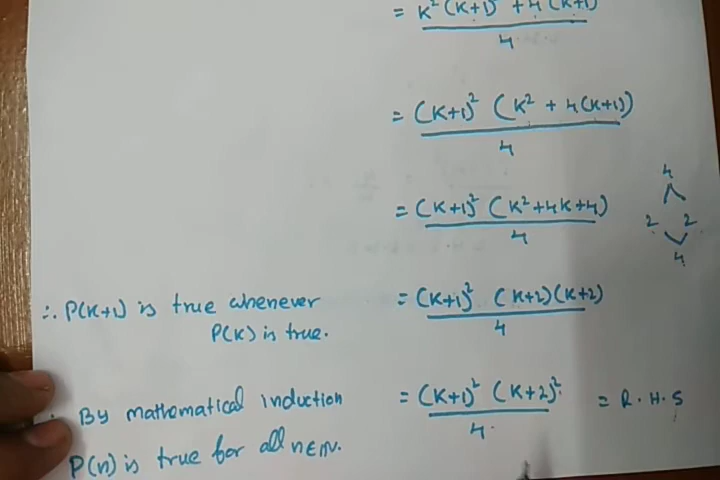 = K²(K+1)² + 4(K+1)³ / 4
= (K+1)² (K² + 4(K+1)) / 4
= (K+1)² (K²+4K+4) / 4
4
2 2
4
∴ P(K+1) is true whenever
P(K) is true.
= (K+1)² (K+2)(K+2) / 4
∴ By mathematical induction
P(n) is true for all n∈N.
= (K+1)² (K+2)² / 4 = R.H.S